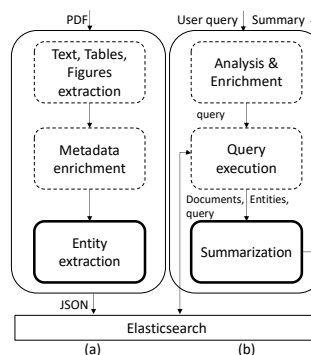 PDF
Text, Tables,
Figures
extraction
Metadata
enrichment
Entity
extraction
JSON
User query
Summary
Analysis &
Enrichment
query
Query
execution
Documents, Entities,
query
Summarization
Elasticsearch
(a)
(b)